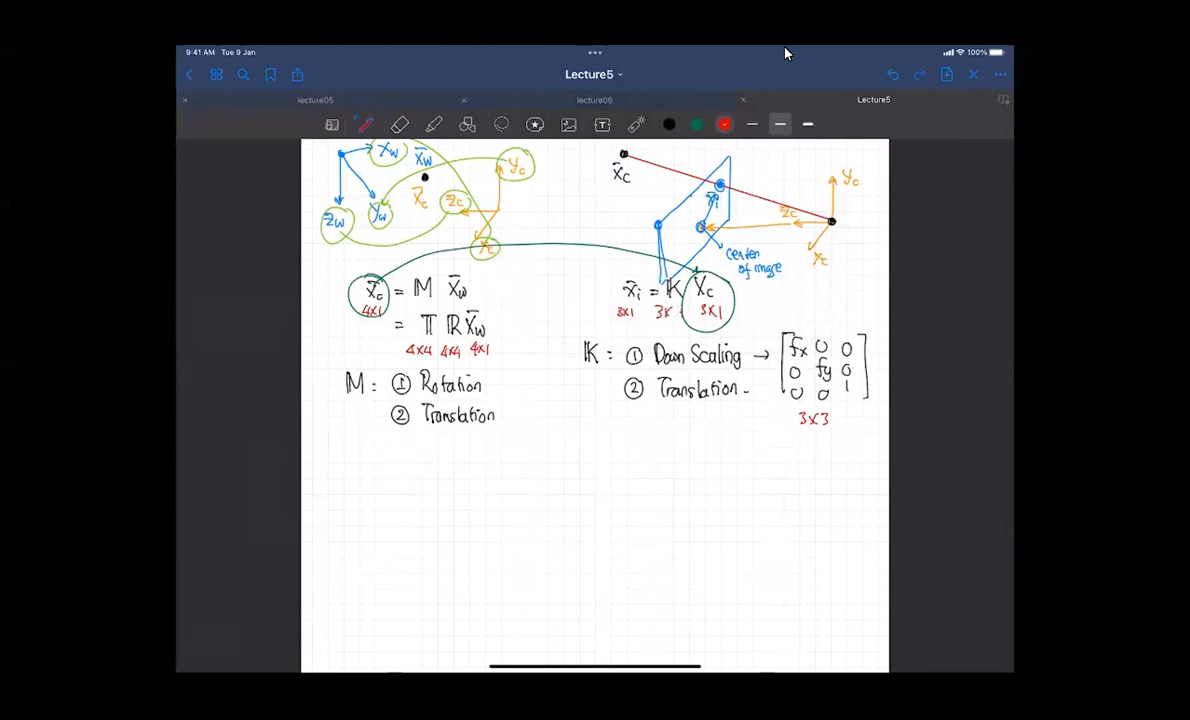 9:41 AM Tue 9 Jan
100%
Lecture5
lecture05
lecture06
Lecture5
Xw X̄w Yc
X̄c Zc
Zw Yw
Xc
X̄c = M X̄w
4x1
= T R X̄w
4x4 4x4 4x1
M : ① Rotation
② Translation
X̄c
x̄i
Zc Yc
Xc
center
of image
x̄i = K X̄c
3x1 3x 3x1
K : ① Down Scaling → [fx 0 0
0 fy 0
0 0 1]
② Translation -
3x3